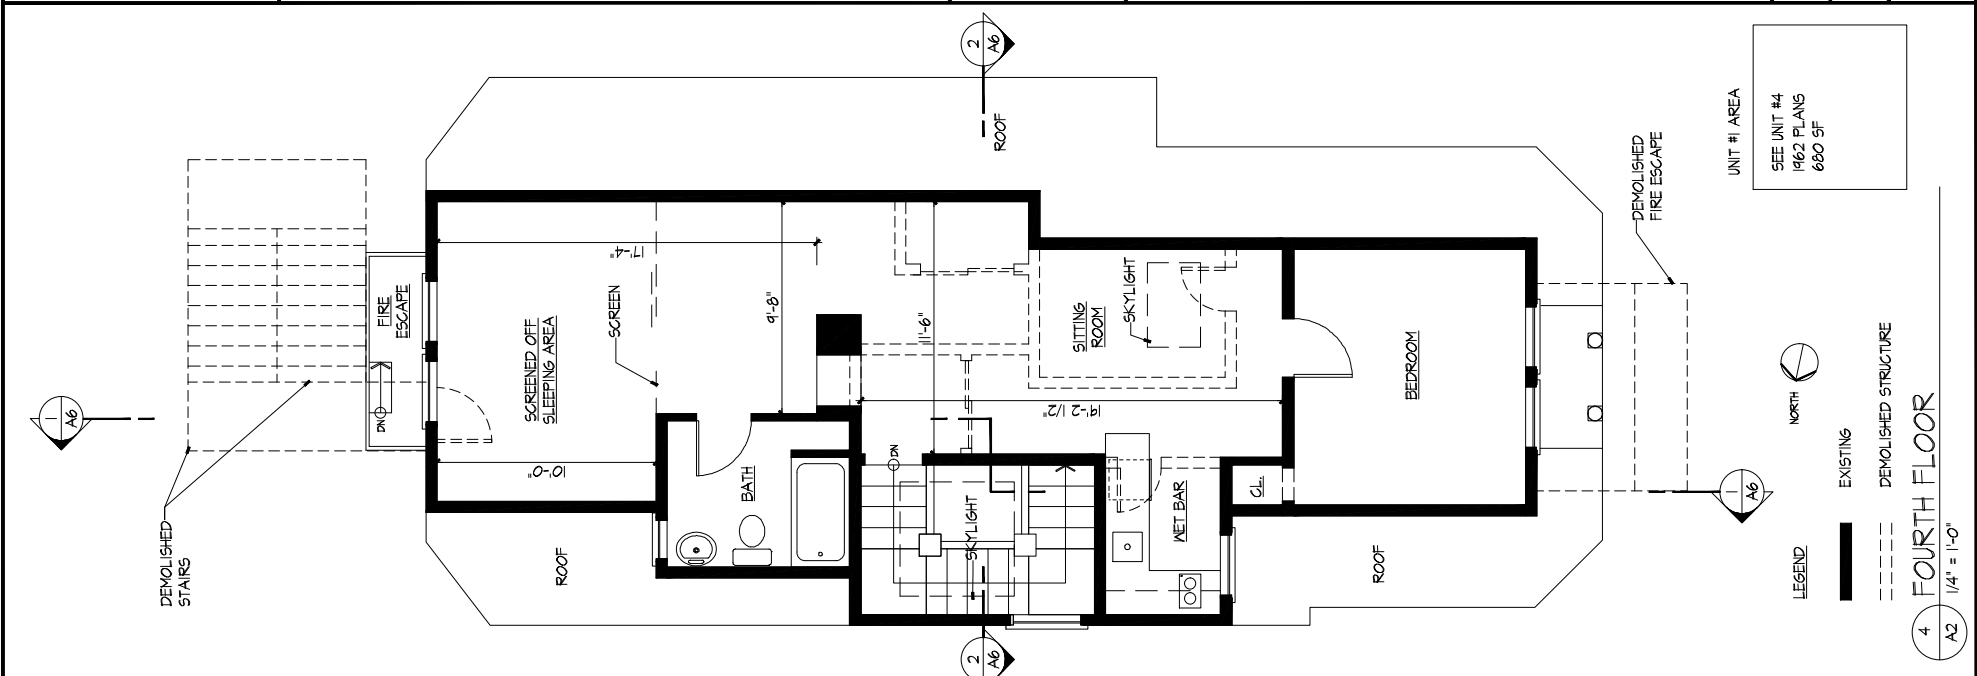 2
A6
ROOF
UNIT #1 AREA
SEE UNIT #4
1962 PLANS
680 SF
DEMOLISHED
FIRE ESCAPE
FIRE
ESCAPE
DN
SCREENED OFF
SLEEPING AREA
SCREEN
17'-4"
9'-8"
11'-6"
SITTING
ROOM
SKYLIGHT
BEDROOM
19'-2 1/2"
10'-0"
BATH
DN
SKYLIGHT
WET BAR
CL.
1
A6
1
A6
DEMOLISHED
STAIRS
ROOF
ROOF
2
A6
NORTH
LEGEND
EXISTING
DEMOLISHED STRUCTURE
4
A2
FOURTH FLOOR
1/4" = 1'-0"